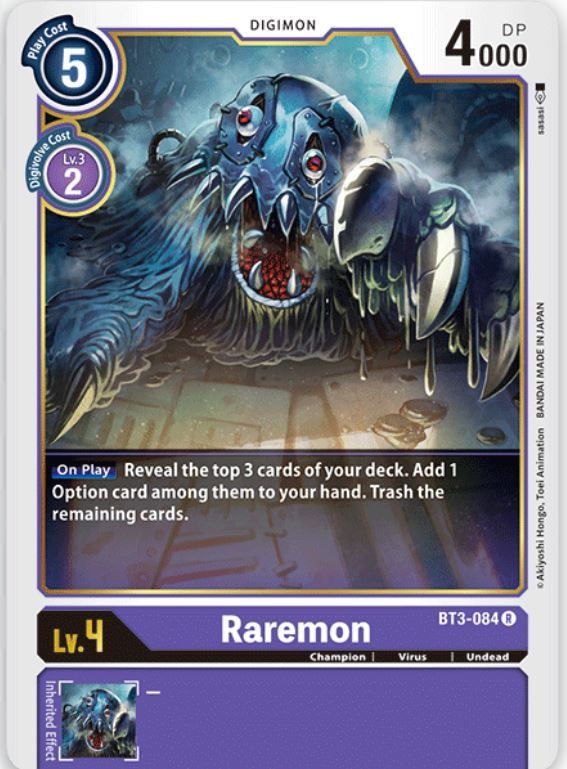 Play Cost
5
DIGIMON
4000
DP
Digivolve Cost
Lv.3
2
sasasi
On Play Reveal the top 3 cards of your deck. Add 1
Option card among them to your hand. Trash the
remaining cards.
© Akiyoshi Hongo, Toei Animation BANDAI MADE IN JAPAN
Lv.4
Raremon
BT3-084 R
Champion | Virus | Undead
Inherited Effect
—